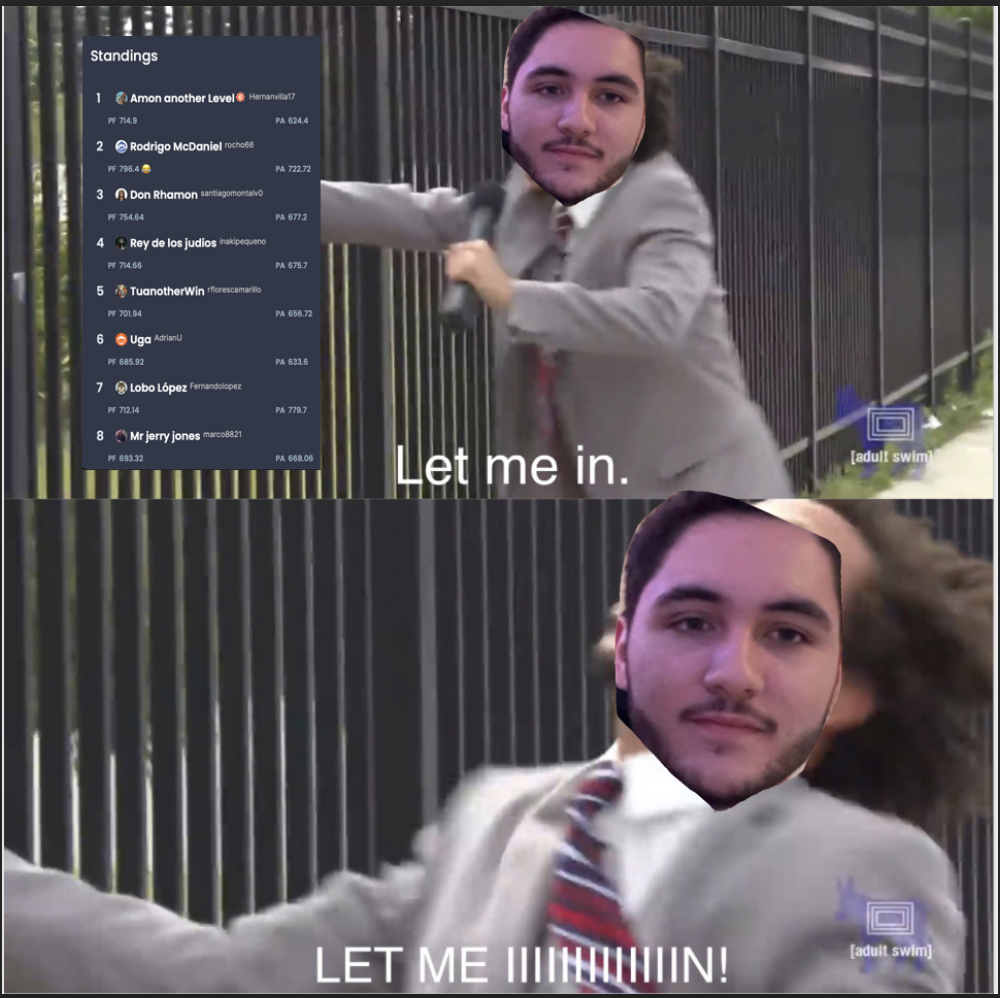 Standings
1 Amon another Level Hernanvilla17
PF 714.9 PA 624.4
2 Rodrigo McDaniel rocho66
PF 796.4 😂 PA 722.72
3 Don Rhamon santiagomontalv0
PF 754.64 PA 677.2
4 Rey de los judios inakipequeno
PF 714.66 PA 675.7
5 TuanotherWin rflorescamarillo
PF 701.94 PA 656.72
6 Uga AdrianU
PF 685.92 PA 633.6
7 Lobo López Fernandolopez
PF 712.14 PA 779.7
8 Mr jerry jones marco8821
PF 693.32 PA 668.06
Let me in.
[adult swim]
LET ME IIIIIIIIIIIIIN!
[adult swim]